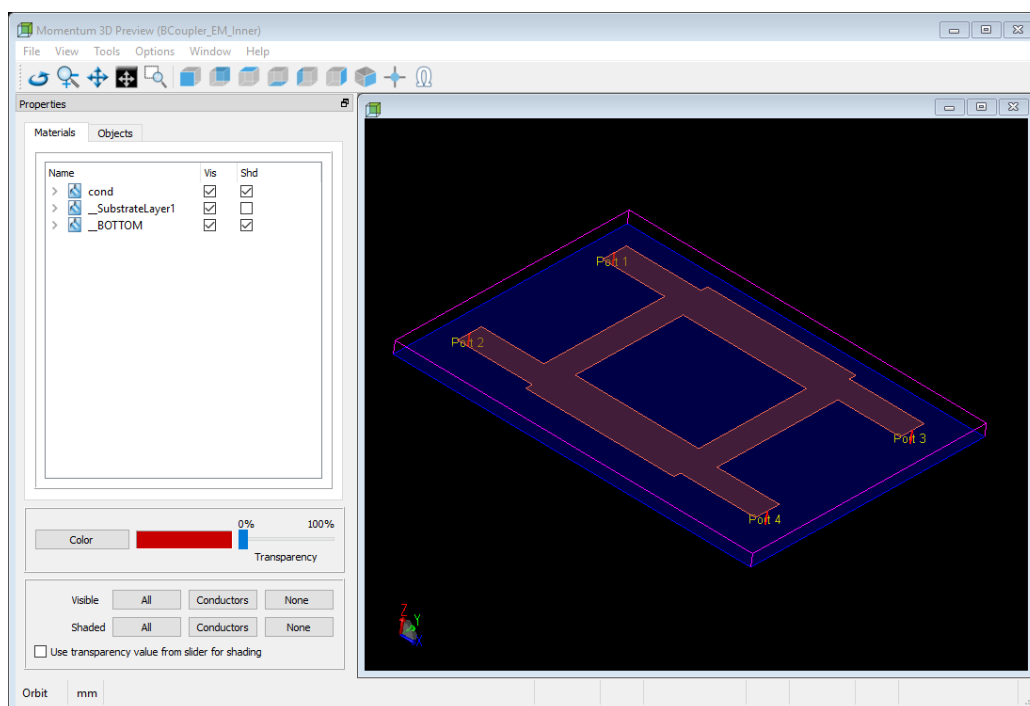 Momentum 3D Preview (BCoupler_EM_Inner)
File View Tools Options Window Help
Properties
Materials Objects
Name Vis Shd
cond
__SubstrateLayer1
__BOTTOM
0% 100%
Color
Transparency
Visible All Conductors None
Shaded All Conductors None
Use transparency value from slider for shading
Port 1
Port 2
Port 3
Port 4
Z
Y
X
Orbit mm